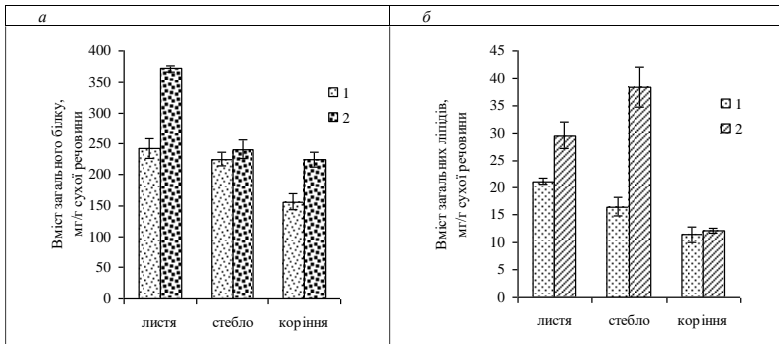 а
б
Вміст загального білку,
мг/г сухої речовини
400
350
300
250
200
150
100
50
0
1
2
листя стебло коріння
Вміст загальних ліпідів,
мг/г сухої речовини
45
40
35
30
25
20
15
10
5
0
1
2
листя стебло коріння